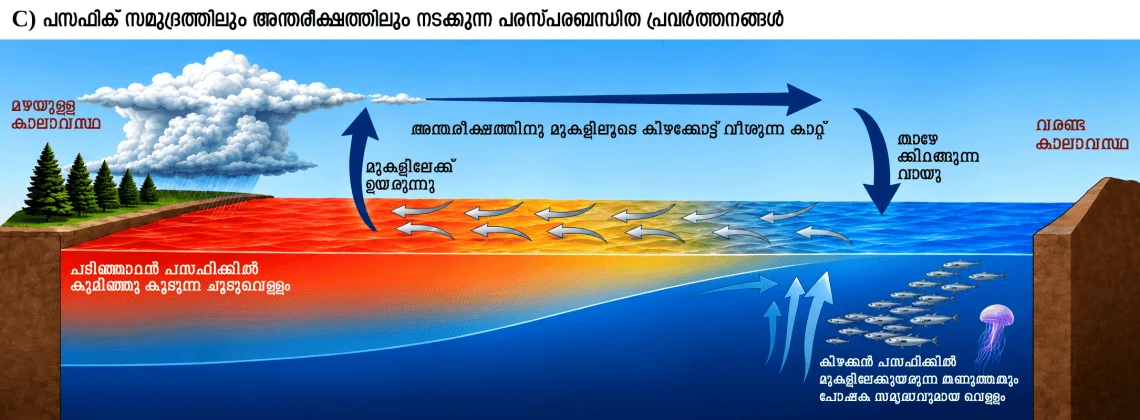 C) പസഫിക് സമുദ്രത്തിലും അന്തരീക്ഷത്തിലും നടക്കുന്ന പരസ്പരബന്ധിത പ്രവർത്തനങ്ങൾ
മഴയുള്ള
കാലാവസ്ഥ
അന്തരീക്ഷത്തിനു മുകളിലൂടെ കിഴക്കോട്ട് വീശുന്ന കാറ്റ്
മുകളിലേക്ക്
ഉയരുന്നു
താഴേ
ക്കിറങ്ങുന്ന
വായു
വരണ്ട
കാലാവസ്ഥ
പടിഞ്ഞാറൻ പസഫിക്കിൽ
കുമിഞ്ഞു കൂടുന്ന ചൂടുവെള്ളം
കിഴക്കൻ പസഫിക്കിൽ
മുകളിലേക്കുയരുന്ന തണുത്തതും
പോഷക സമൃദ്ധവുമായ വെള്ളം